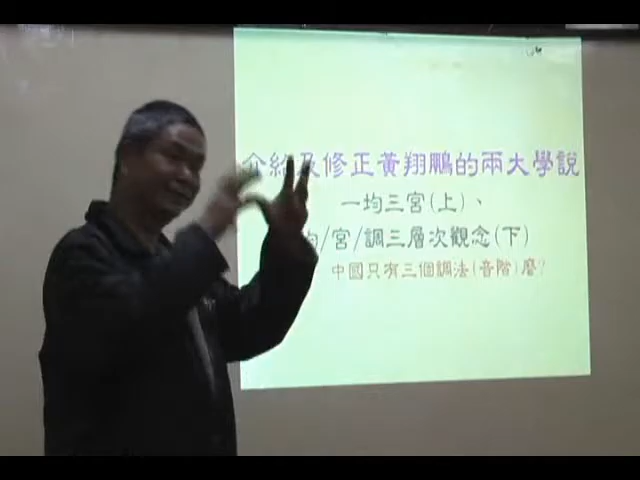 介紹及修正黃翔鵬的兩大學說
一均三宮(上)、
均/宮/調三層次觀念(下)
中國只有三個調法(音階)麼?